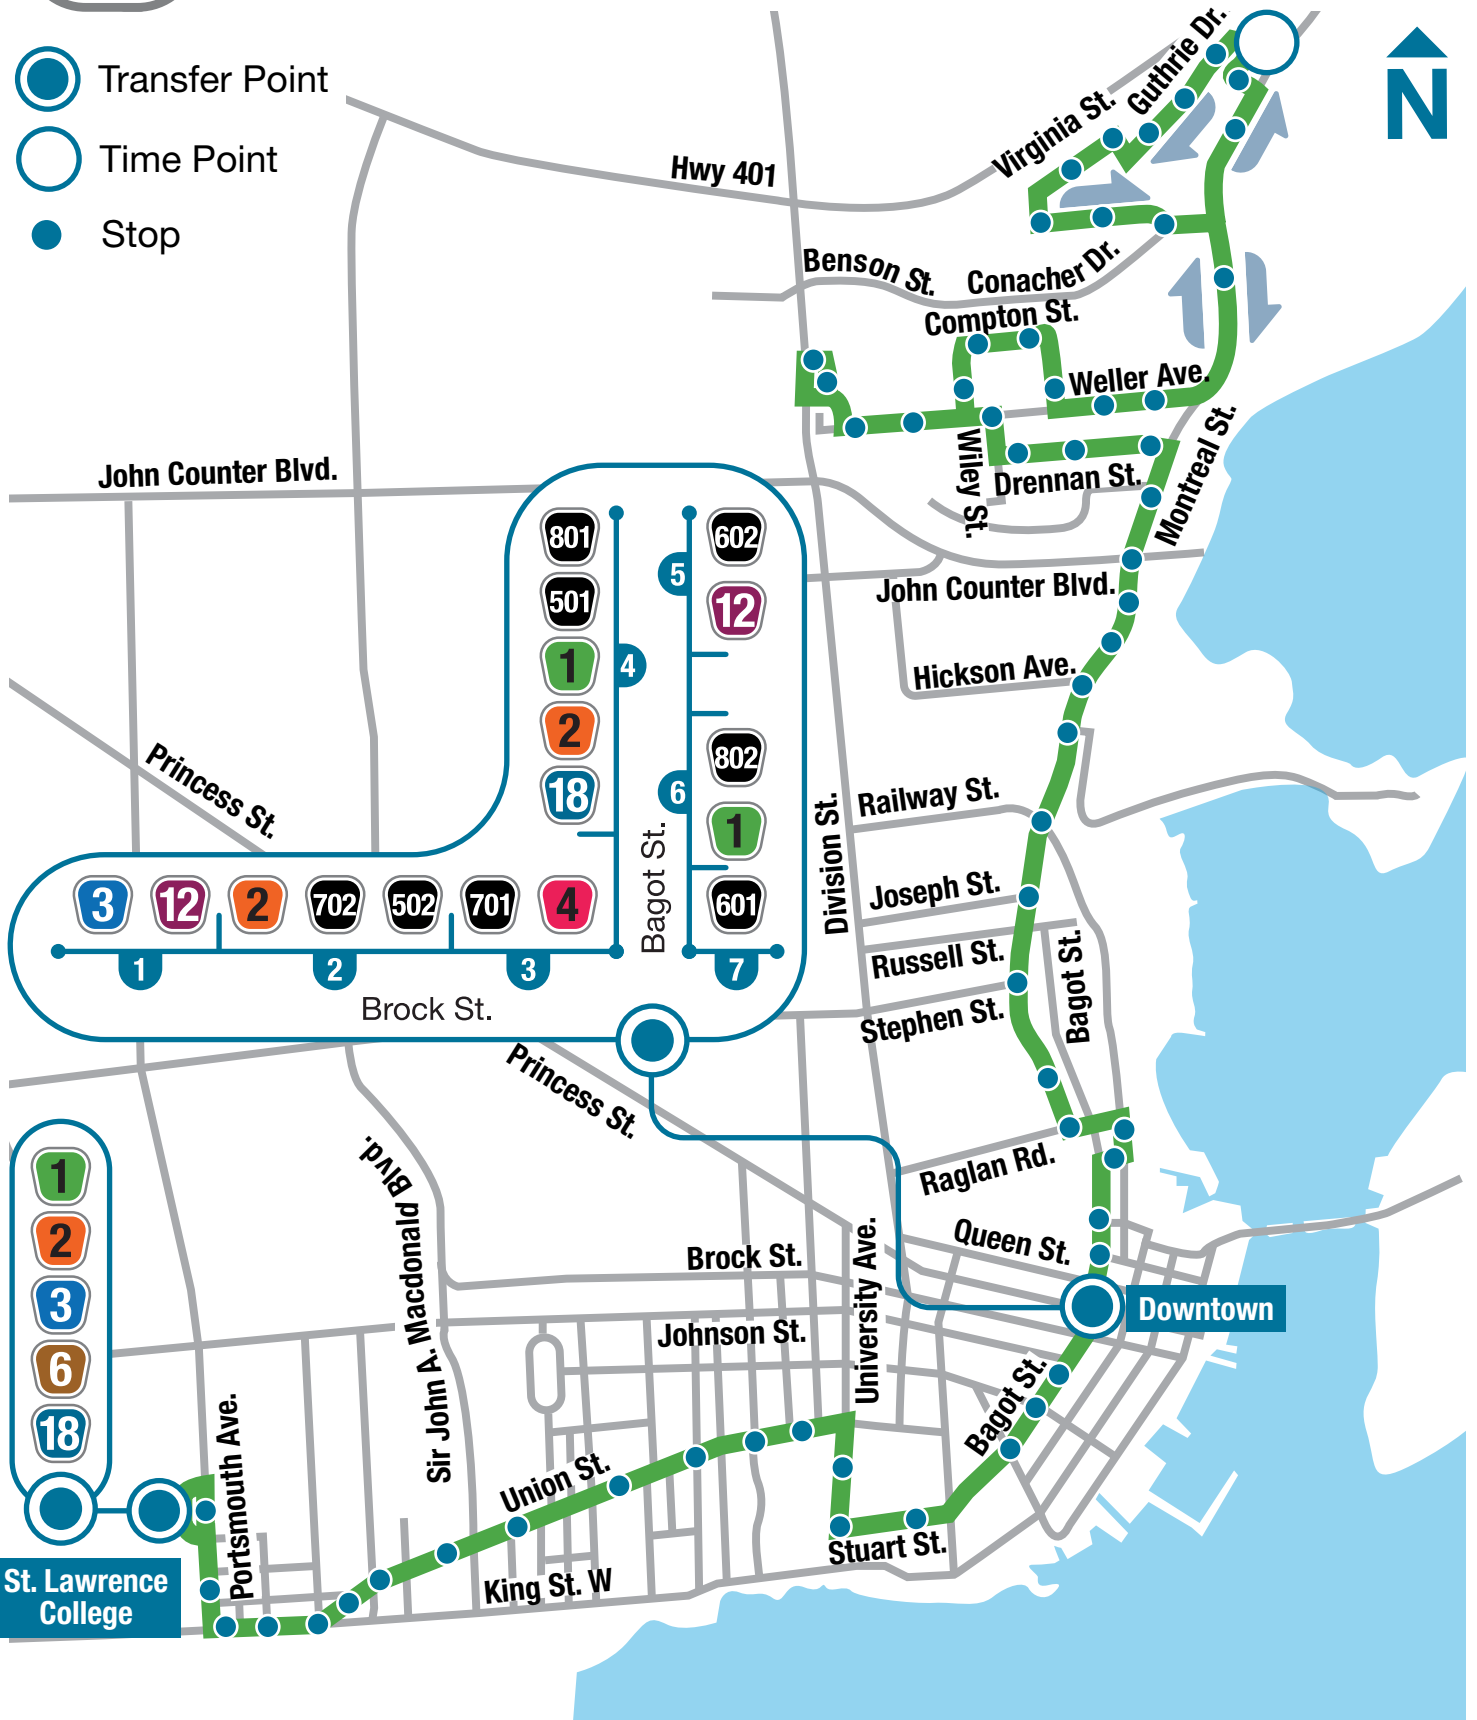 Transfer Point
Time Point
Stop
N
Guthrie Dr.
Virginia St.
Hwy 401
Benson St.
Conacher Dr.
Compton St.
Weller Ave.
Wiley St.
Drennan St.
Montreal St.
John Counter Blvd.
John Counter Blvd.
Hickson Ave.
Princess St.
801
501
1
2
18
4
5
6
602
12
802
1
601
Bagot St.
3
12
2
702
502
701
4
1
2
3
7
Brock St.
Division St.
Railway St.
Joseph St.
Russell St.
Stephen St.
Bagot St.
Princess St.
Raglan Rd.
Queen St.
Sir John A. Macdonald Blvd.
Brock St.
Johnson St.
University Ave.
Downtown
Bagot St.
1
2
3
6
18
Portsmouth Ave.
Union St.
Stuart St.
King St. W
St. Lawrence
College